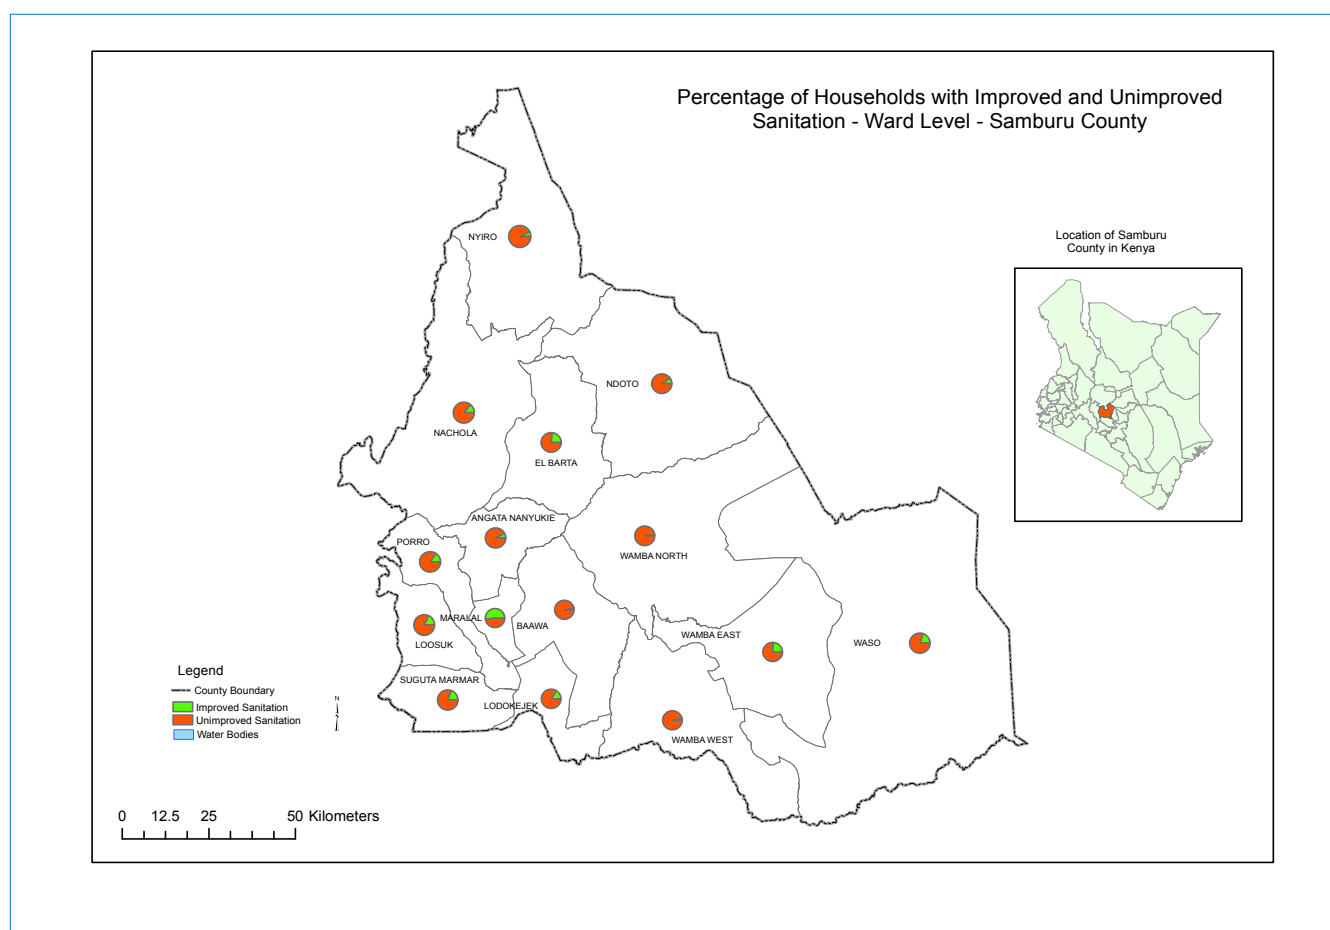 Percentage of Households with Improved and Unimproved
Sanitation - Ward Level - Samburu County
Location of Samburu
County in Kenya
NYIRO
NDOTO
NACHOLA
EL BARTA
ANGATA NANYUKIE
PORRO
WAMBA NORTH
MARALAL
BAAWA
WAMBA EAST
WASO
LOOSUK
SUGUTA MARMAR
LODOKEJEK
WAMBA WEST
Legend
County Boundary
Improved Sanitation
Unimproved Sanitation
Water Bodies
N
0 12.5 25 50 Kilometers